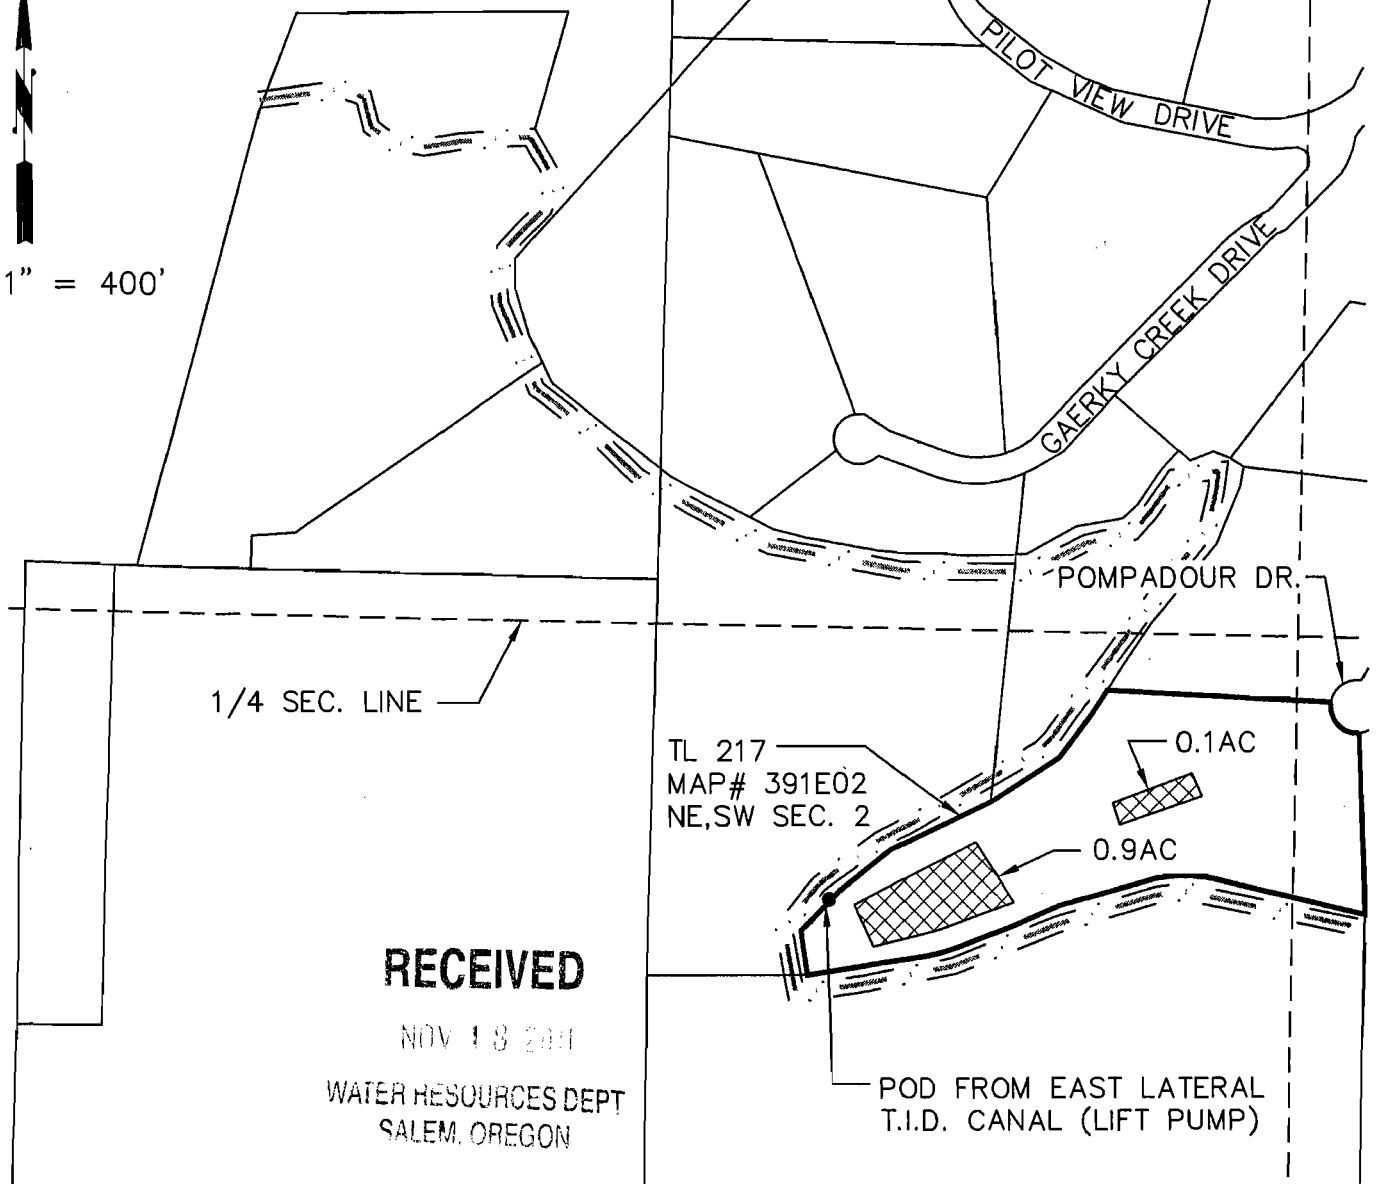 N
1" = 400'
PILOT VIEW DRIVE
GAERKY CREEK DRIVE
POMPADOUR DR.
1/4 SEC. LINE
TL 217
MAP# 391E02
NE,SW SEC. 2
0.1AC
0.9AC
RECEIVED
NOV 18
WATER RESOURCES DEPT
SALEM, OREGON
POD FROM EAST LATERAL
T.I.D. CANAL (LIFT PUMP)